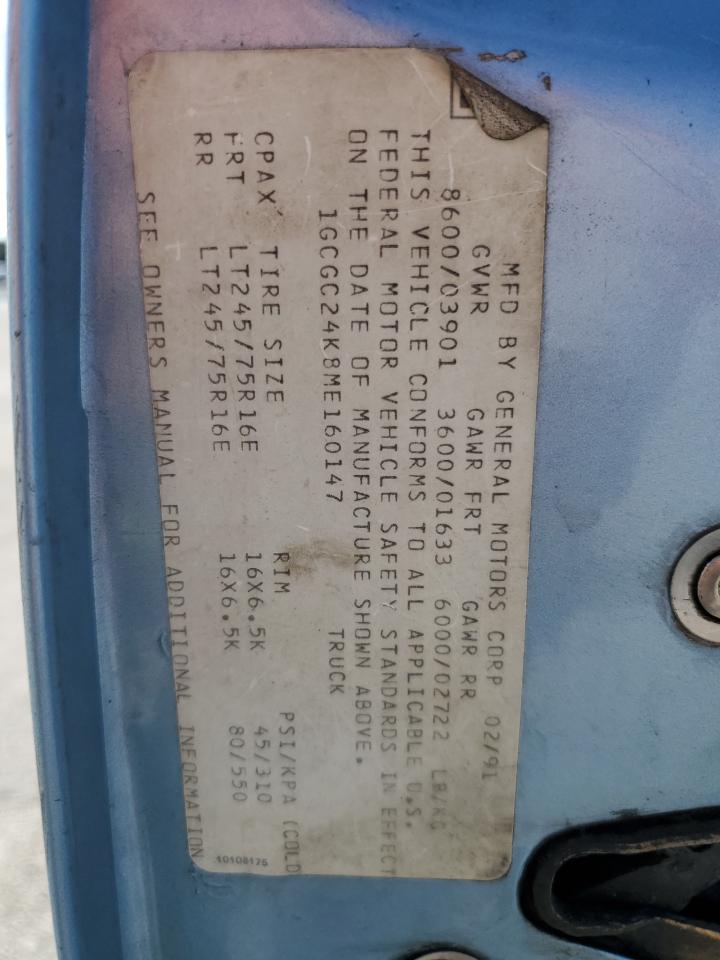 MFD BY GENERAL MOTORS CORP 02/91
GVWR GAWR FRT GAWR RR
8600/03901 3600/01633 6000/02722 LB/KG
THIS VEHICLE CONFORMS TO ALL APPLICABLE U.S.
FEDERAL MOTOR VEHICLE SAFETY STANDARDS IN EFFECT
ON THE DATE OF MANUFACTURE SHOWN ABOVE.
1GCGC24K8ME160147 TRUCK
CPAX TIRE SIZE RIM PSI/KPA (COLD
FRT LT245/75R16E 16X6.5K 45/310
RR LT245/75R16E 16X6.5K 80/550
SEE OWNERS MANUAL FOR ADDITIONAL INFORMATION
10108176